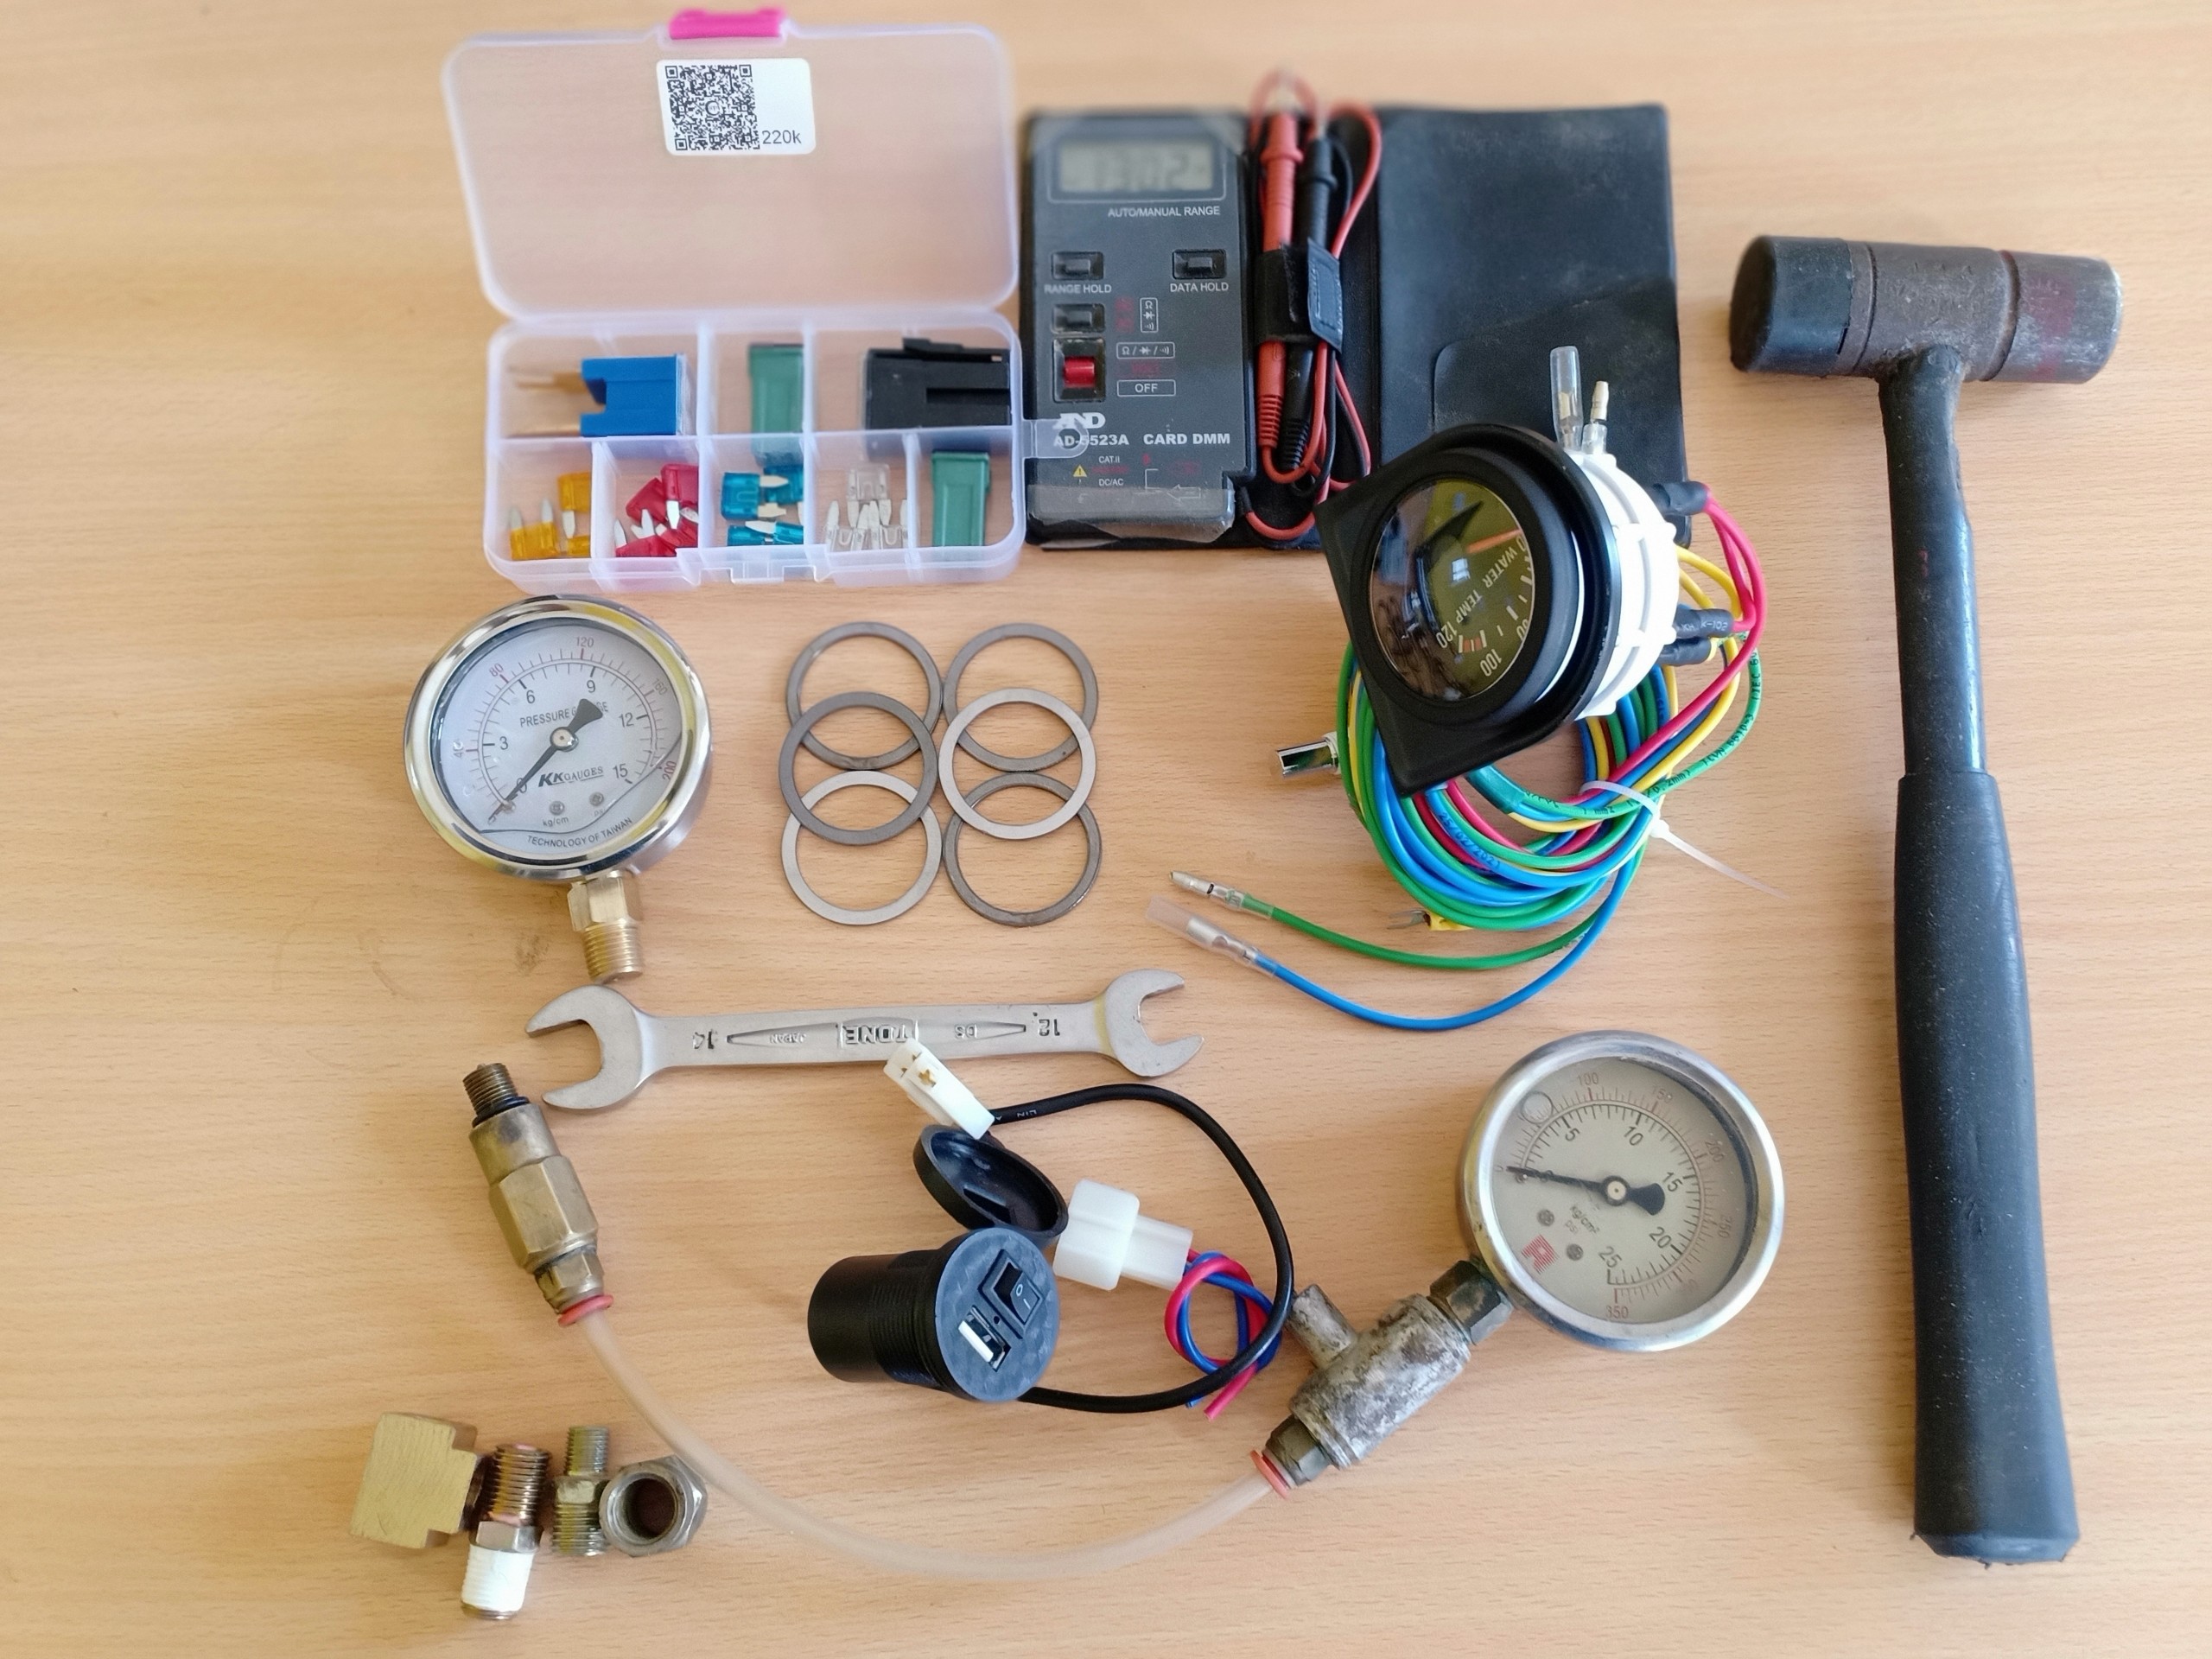 220k
AUTO/MANUAL RANGE
RANGE HOLD
DATA HOLD
OFF
AND
AD-5523A CARD DMM
CAT.II
DC/AC
WATER TEMP
120
100
120
80
160
6
9
PRESSURE GAUGE
12
40
3
KK GAUGES
15
200
0
kg/cm
TECHNOLOGY OF TAIWAN
14
JAPAN
TONE
DS
12
100
150
5
10
200
0
15
kg/cm²
psi
250
20
R
25
350
O
I